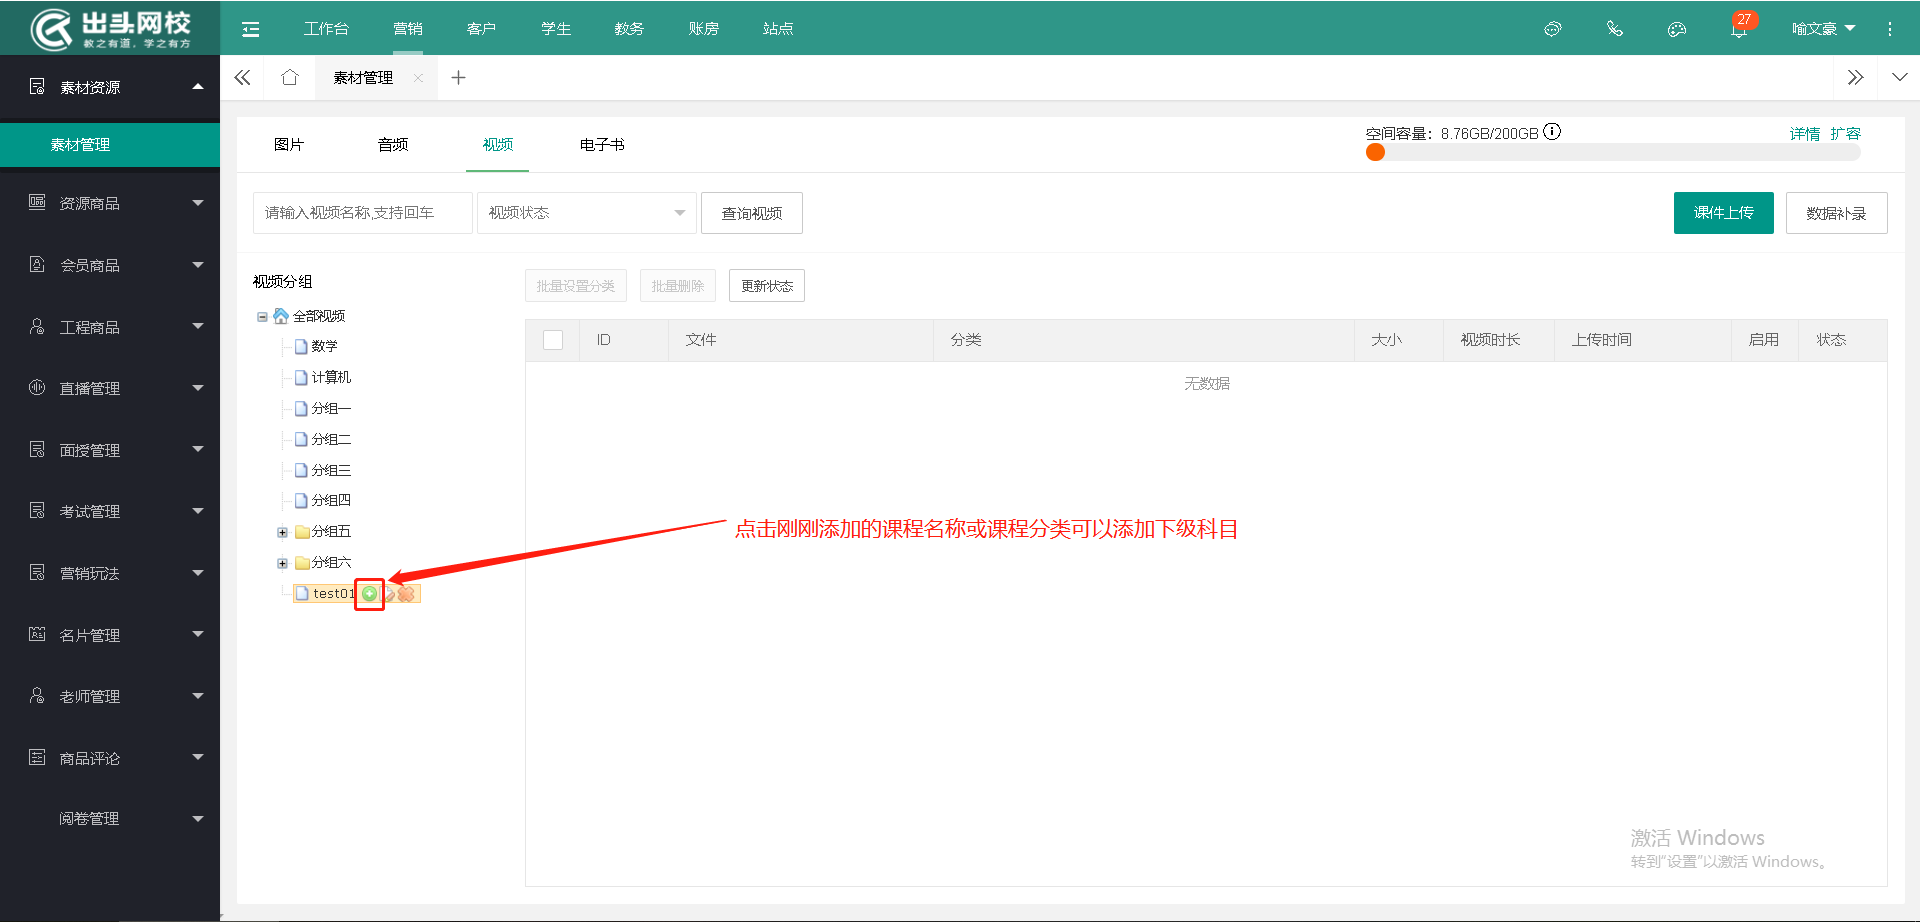 出头网校
教之有道，学之有方
工作台
营销
客户
学生
教务
账房
站点
27
喻文豪
素材资源
素材管理
资源商品
会员商品
工程商品
直播管理
面授管理
考试管理
营销玩法
名片管理
老师管理
商品评论
阅卷管理
素材管理
图片
音频
视频
电子书
空间容量：8.76GB/200GB
详情 扩容
请输入视频名称,支持回车
视频状态
查询视频
课件上传
数据补录
视频分组
全部视频
数学
计算机
分组一
分组二
分组三
分组四
分组五
分组六
test01
批量设置分类
批量删除
更新状态
ID
文件
分类
大小
视频时长
上传时间
启用
状态
无数据
点击刚刚添加的课程名称或课程分类可以添加下级科目
激活 Windows
转到"设置"以激活 Windows。